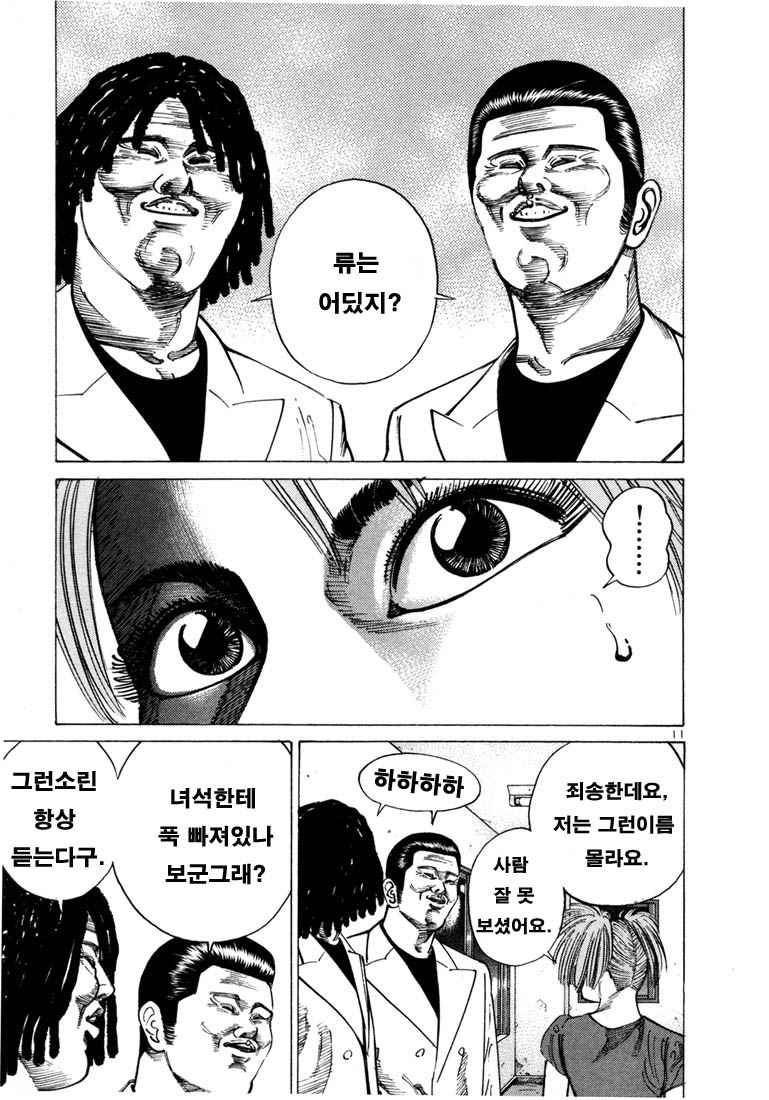 류는
어딨지?
!………
11
죄송한데요,
저는 그런이름
몰라요.
사람
잘 못
보셨어요.
하하하하
녀석한테
푹 빠져있나
보군그래?
그런소린
항상
듣는다구.